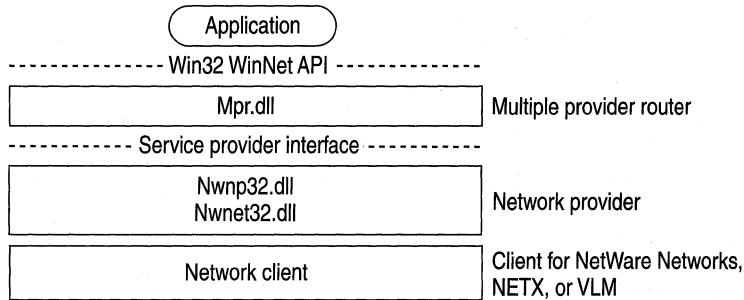 Application
Win32 WinNet API
Mpr.dll
Multiple provider router
Service provider interface
Nwnp32.dll
Nwnet32.dll
Network provider
Network client
Client for NetWare Networks,
NETX, or VLM